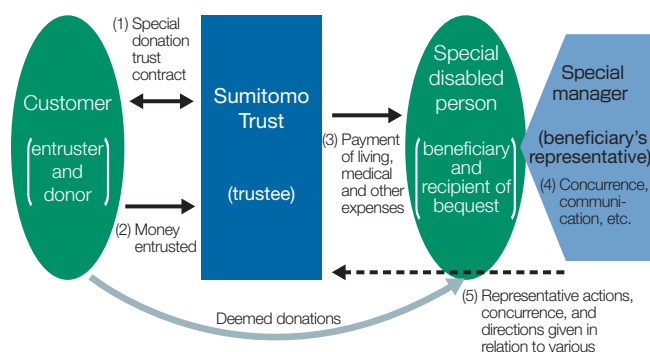 (1) Special
donation
trust
contract
Customer
(entruster
and
donor)
(2) Money
entrusted
Sumitomo
Trust
(trustee)
(3) Payment
of living,
medical
and other
expenses
Special
disabled
person
(beneficiary
and
recipient of
bequest)
Special
manager
(beneficiary's
representative)
(4) Concurrence,
communi-
cation, etc.
Deemed donations
(5) Representative actions,
concurrence, and
directions given in
relation to various